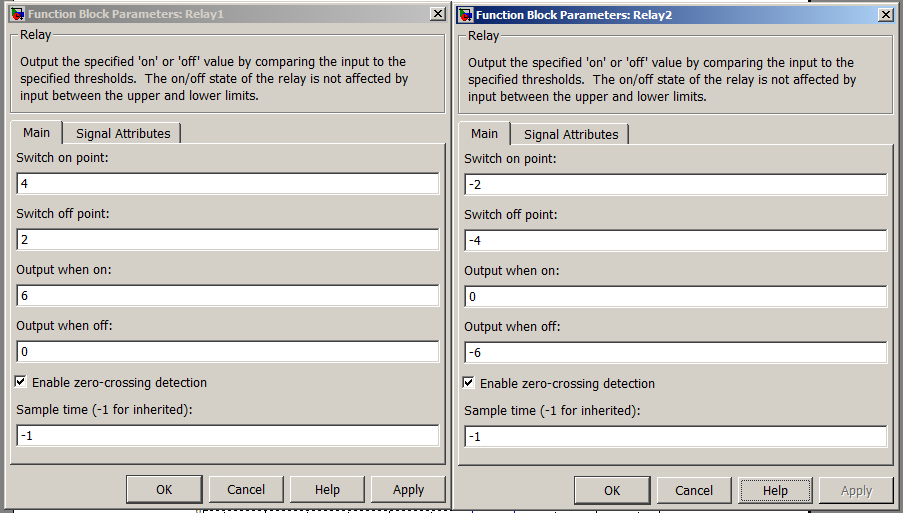 Function Block Parameters: Relay1
Relay
Output the specified 'on' or 'off' value by comparing the input to the
specified thresholds. The on/off state of the relay is not affected by
input between the upper and lower limits.
Main
Signal Attributes
Switch on point:
4
Switch off point:
2
Output when on:
6
Output when off:
0
Enable zero-crossing detection
Sample time (-1 for inherited):
-1
OK
Cancel
Help
Apply
Function Block Parameters: Relay2
Relay
Output the specified 'on' or 'off' value by comparing the input to the
specified thresholds. The on/off state of the relay is not affected by
input between the upper and lower limits.
Main
Signal Attributes
Switch on point:
-2
Switch off point:
-4
Output when on:
0
Output when off:
-6
Enable zero-crossing detection
Sample time (-1 for inherited):
-1
OK
Cancel
Help
Apply